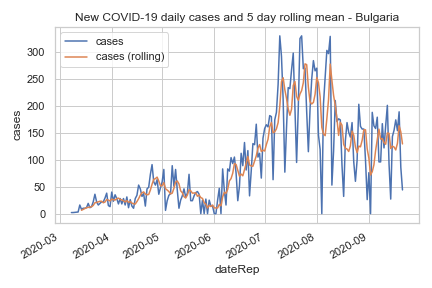 New COVID-19 daily cases and 5 day rolling mean - Bulgaria
cases
cases (rolling)
300
250
200
150
100
50
0
cases
2020-03
2020-04
2020-05
2020-06
2020-07
2020-08
2020-09
dateRep